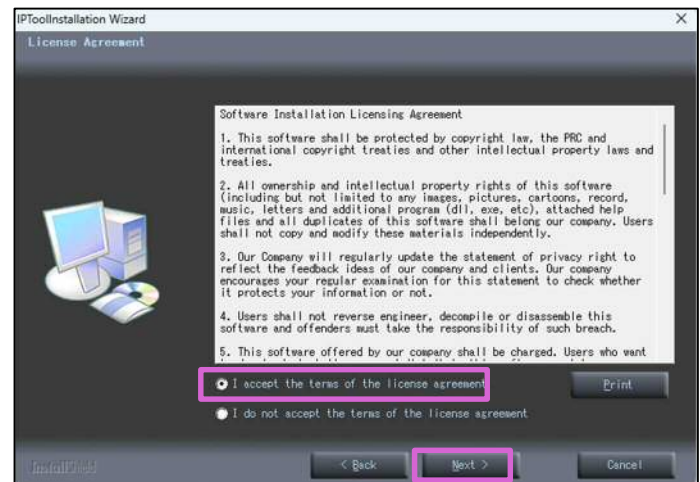 IPToolInstallation Wizard
License Agreement
Software Installation Licensing Agreement
1. This software shall be protected by copyright law, the PRC and
international copyright treaties and other intellectual property laws and
treaties.
2. All ownership and intellectual property rights of this software
(including but not limited to any images, pictures, cartoons, record,
music, letters and additional program (dll, exe, etc), attached help
files and all duplicates of this software shall belong our company. Users
shall not copy and modify these materials independently.
3. Our Company will regularly update the statement of privacy right to
reflect the feedback ideas of our company and clients. Our company
encourages your regular examination for this statement to check whether
it protects your information or not.
4. Users shall not reverse engineer, decompile or disassemble this
software and offenders must take the responsibility of such breach.
5. This software offered by our company shall be charged. Users who want
I accept the terms of the license agreement
Print
I do not accept the terms of the license agreement
InstallShield
< Back
Next >
Cancel